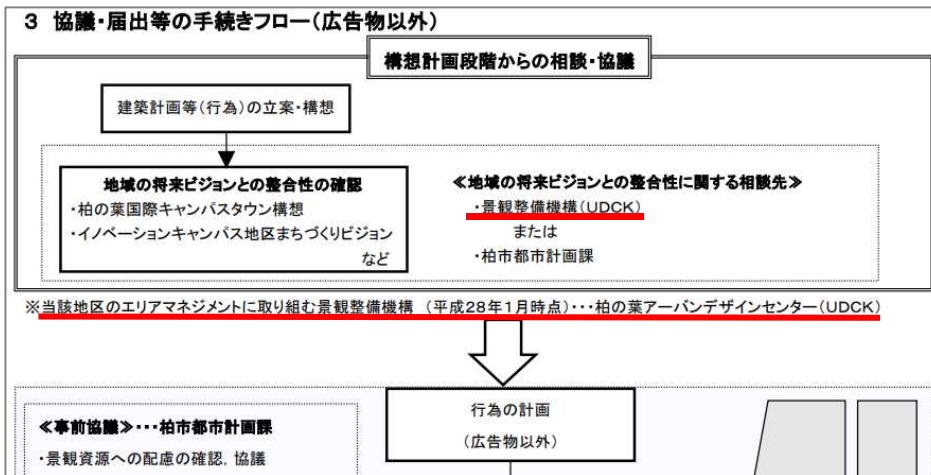 3 協議・届出等の手続きフロー(広告物以外)
構想計画段階からの相談・協議
建築計画等(行為)の立案・構想
地域の将来ビジョンとの整合性の確認
・柏の葉国際キャンパスタウン構想
・イノベーションキャンパス地区まちづくりビジョン
など
≪地域の将来ビジョンとの整合性に関する相談先≫
・景観整備機構(UDCK)
または
・柏市都市計画課
※当該地区のエリアマネジメントに取り組む景観整備機構 (平成28年1月時点)・・・柏の葉アーバンデザインセンター(UDCK)
行為の計画
(広告物以外)
≪事前協議≫・・・柏市都市計画課
・景観資源への配慮の確認, 協議